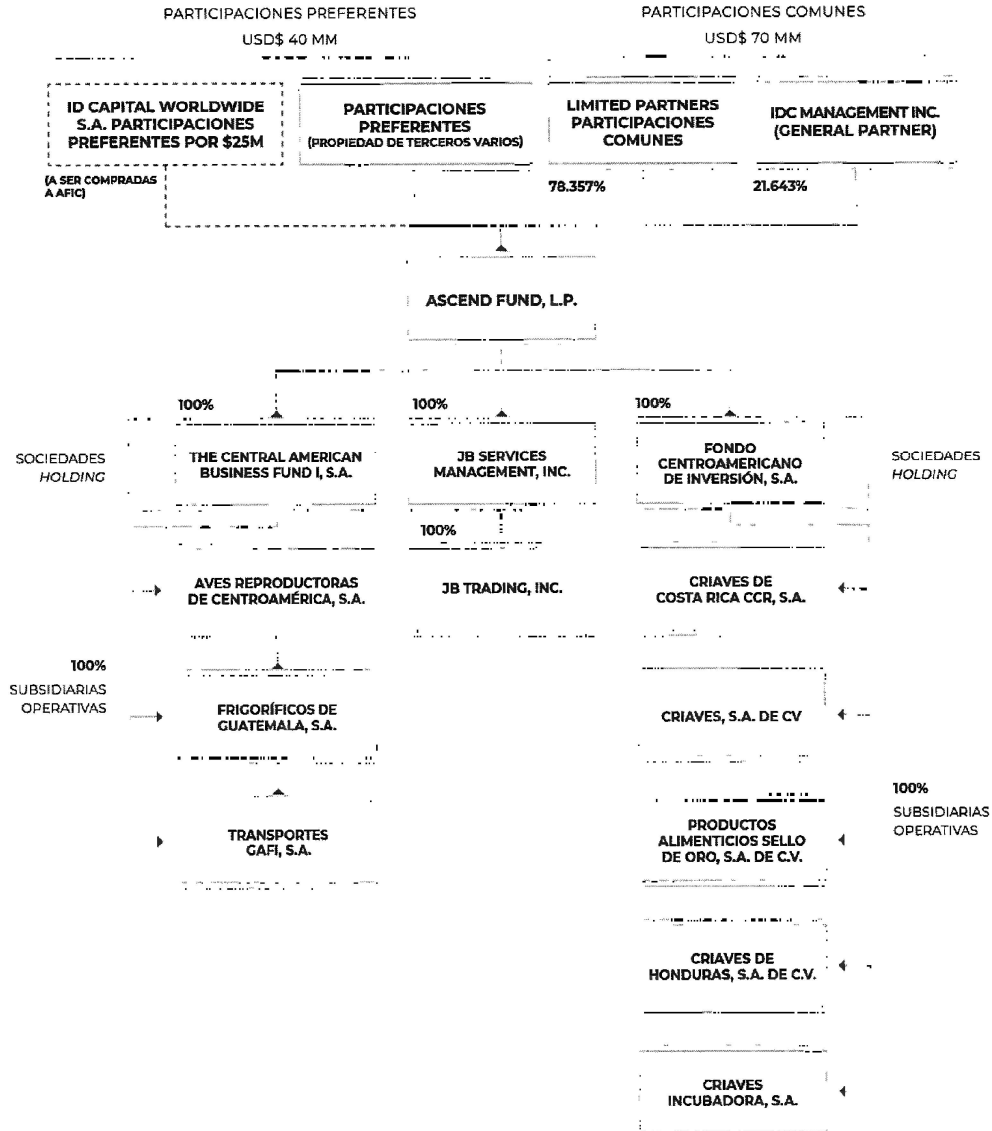 PARTICIPACIONES PREFERENTES
USD$ 40 MM
PARTICIPACIONES COMUNES
USD$ 70 MM
ID CAPITAL WORLDWIDE
S.A. PARTICIPACIONES
PREFERENTES POR $25M
PARTICIPACIONES
PREFERENTES
(PROPIEDAD DE TERCEROS VARIOS)
LIMITED PARTNERS
PARTICIPACIONES
COMUNES
IDC MANAGEMENT INC.
(GENERAL PARTNER)
(A SER COMPRADAS
A AFIC)
78.357%
21.643%
ASCEND FUND, L.P.
100%
100%
100%
SOCIEDADES
HOLDING
THE CENTRAL AMERICAN
BUSINESS FUND I, S.A.
JB SERVICES
MANAGEMENT, INC.
FONDO
CENTROAMERICANO
DE INVERSIÓN, S.A.
SOCIEDADES
HOLDING
100%
AVES REPRODUCTORAS
DE CENTROAMÉRICA, S.A.
JB TRADING, INC.
CRIAVES DE
COSTA RICA CCR, S.A.
100%
SUBSIDIARIAS
OPERATIVAS
FRIGORÍFICOS DE
GUATEMALA, S.A.
CRIAVES, S.A. DE CV
100%
SUBSIDIARIAS
OPERATIVAS
TRANSPORTES
GAFI, S.A.
PRODUCTOS
ALIMENTICIOS SELLO
DE ORO, S.A. DE C.V.
CRIAVES DE
HONDURAS, S.A. DE C.V.
CRIAVES
INCUBADORA, S.A.